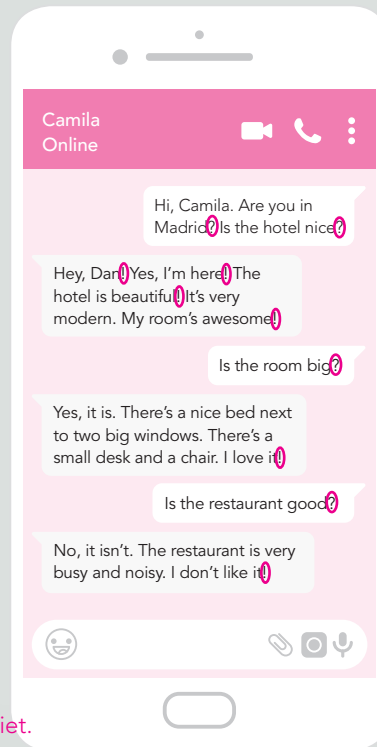 Camila
Online
Hi, Camila. Are you in
Madrid? Is the hotel nice?
Hey, Dan! Yes, I'm here! The
hotel is beautiful! It's very
modern. My room's awesome!
Is the room big?
Yes, it is. There's a nice bed next
to two big windows. There's a
small desk and a chair. I love it!
Is the restaurant good?
No, it isn't. The restaurant is very
busy and noisy. I don't like it!
iet.